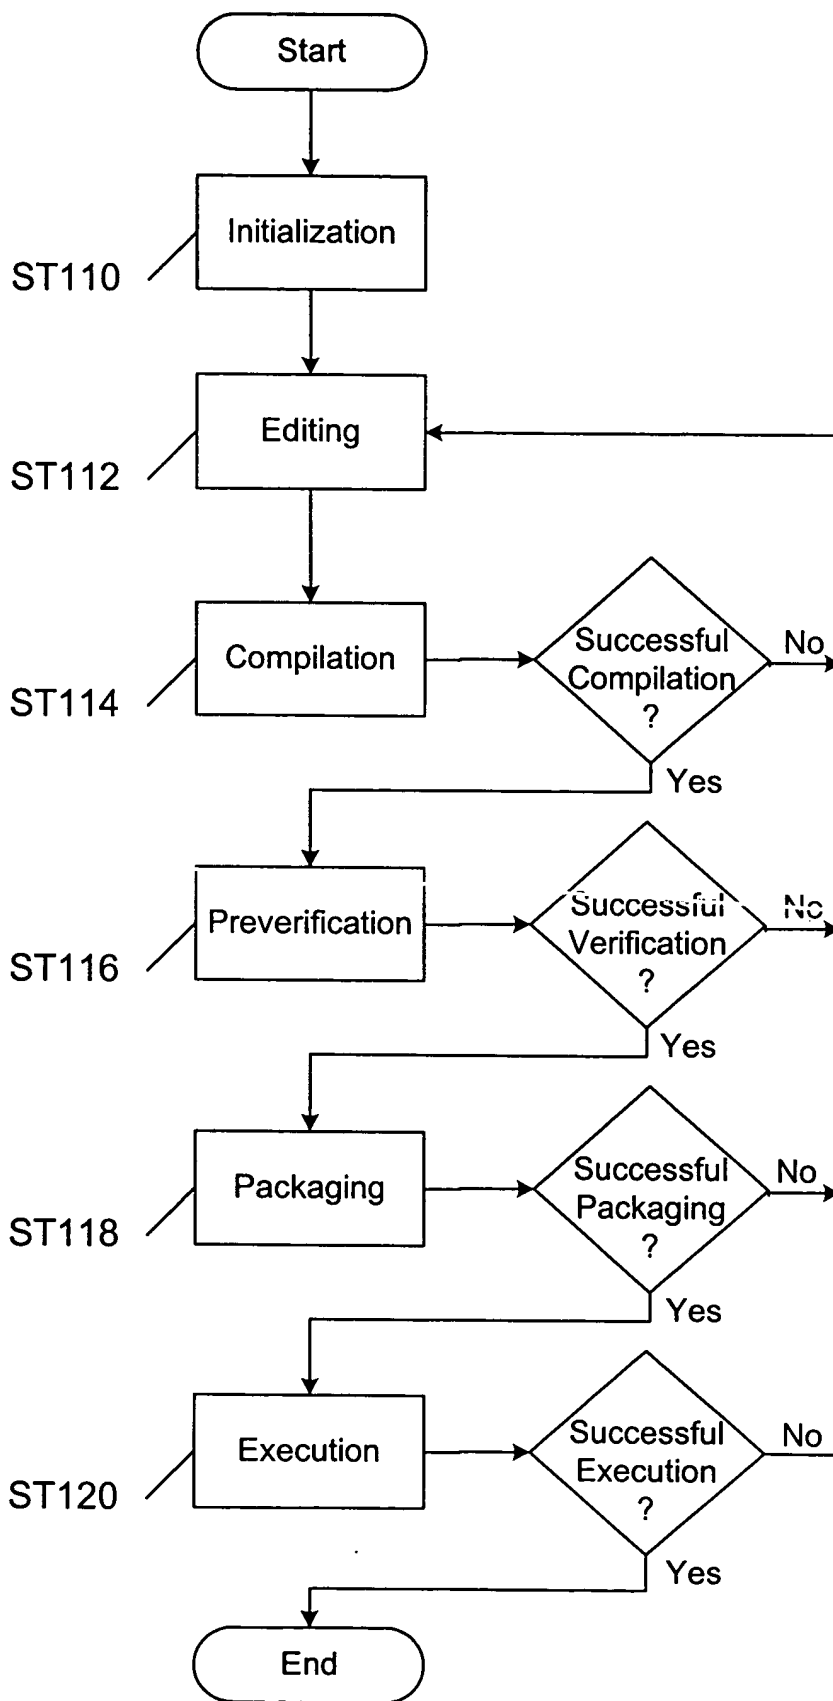 Start
Initialization
ST110
Editing
ST112
Compilation
Successful
Compilation
?
No
ST114
Yes
Preverification
Successful
Verification
?
No
ST116
Yes
Packaging
Successful
Packaging
?
No
ST118
Yes
Execution
Successful
Execution
?
No
ST120
Yes
End